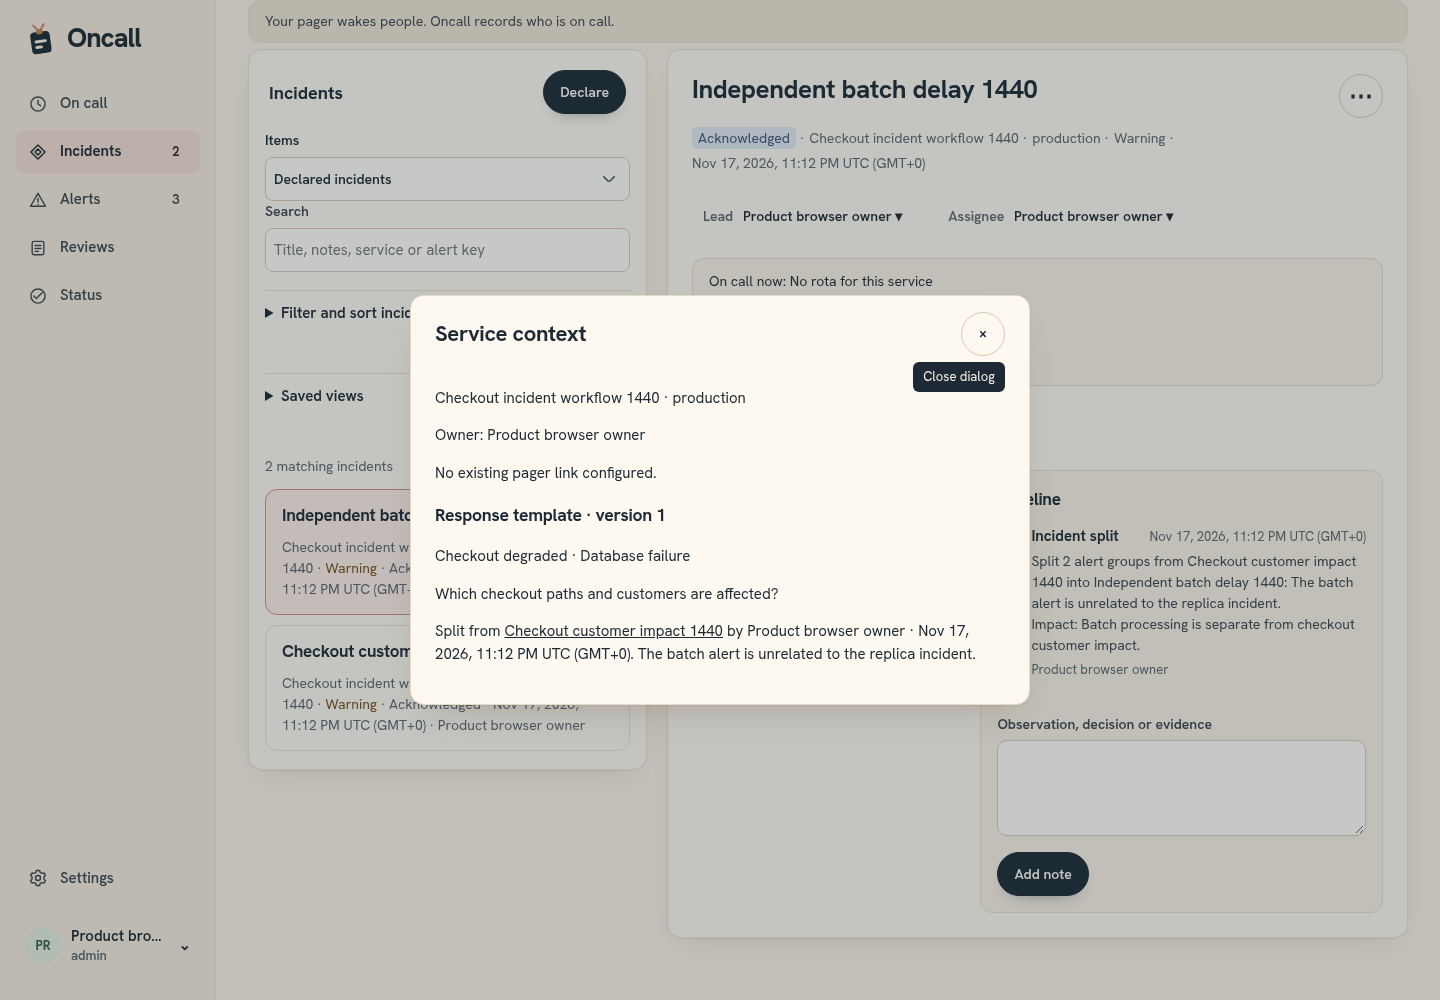 Oncall
On call
Incidents 2
Alerts 3
Reviews
Status
Settings
PR
Product bro...
admin
Your pager wakes people. Oncall records who is on call.
Incidents
Declare
Items
Declared incidents
Search
Title, notes, service or alert key
Filter and sort incid
Saved views
2 matching incidents
Independent batc
Checkout incident w
1440 · Warning · Ack
11:12 PM UTC (GMT-
Checkout custom
Checkout incident w
1440 · Warning · Acknowledged · Nov 17, 2026,
11:12 PM UTC (GMT+0) · Product browser owner
Independent batch delay 1440
Acknowledged · Checkout incident workflow 1440 · production · Warning ·
Nov 17, 2026, 11:12 PM UTC (GMT+0)
Lead Product browser owner ▾ Assignee Product browser owner ▾
On call now: No rota for this service
Service context
×
Close dialog
Checkout incident workflow 1440 · production
Owner: Product browser owner
No existing pager link configured.
Response template · version 1
Checkout degraded · Database failure
Which checkout paths and customers are affected?
Split from Checkout customer impact 1440 by Product browser owner · Nov 17,
2026, 11:12 PM UTC (GMT+0). The batch alert is unrelated to the replica incident.
eline
Incident split Nov 17, 2026, 11:12 PM UTC (GMT+0)
Split 2 alert groups from Checkout customer impact
1440 into Independent batch delay 1440: The batch
alert is unrelated to the replica incident.
Impact: Batch processing is separate from checkout
customer impact.
Product browser owner
Observation, decision or evidence
Add note